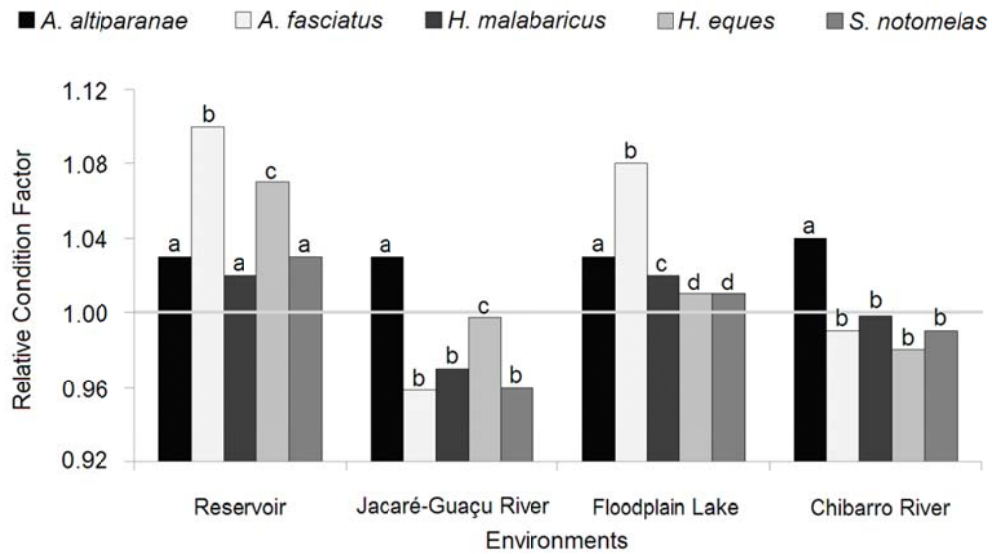 A. altiparanae A. fasciatus H. malabaricus H. eques S. notomelas
Relative Condition Factor
1.12
1.08
1.04
1.00
0.96
0.92
a b a c a
a b b c b
a b c d d
a b b b b
Reservoir Jacaré-Guaçu River Floodplain Lake Chibarro River
Environments